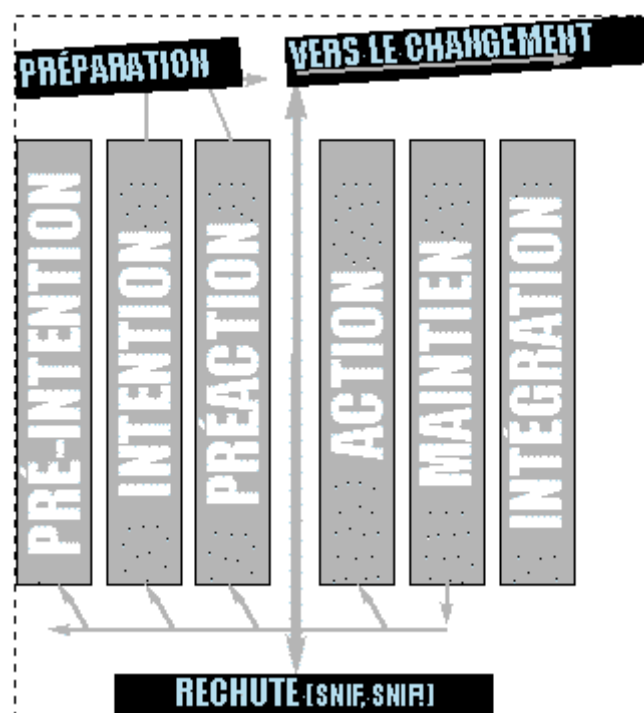 PRÉPARATION
VERS LE CHANGEMENT
PRÉ-INTENTION
INTENTION
PRÉACTION
ACTION
MAINTIEN
INTÉGRATION
RECHUTE (SNIF, SNIF!)